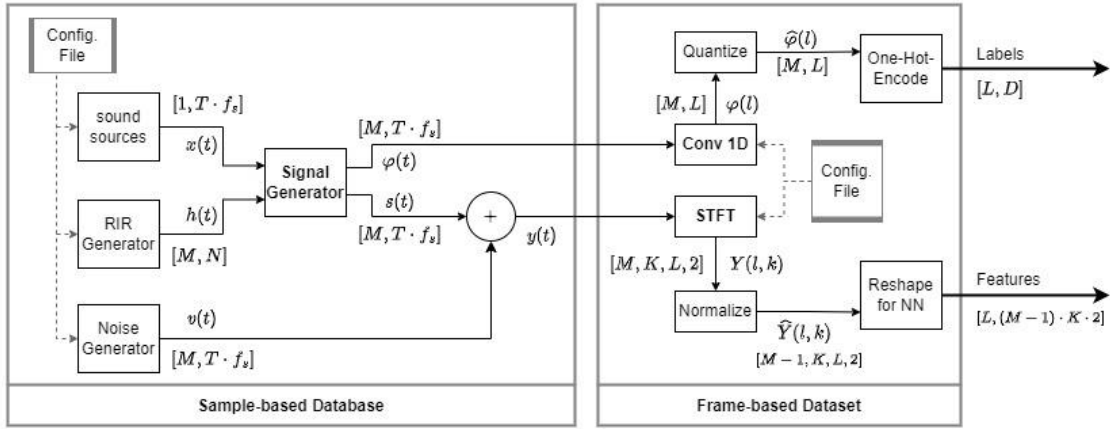 Config.
File
sound
sources
[1, T · f_s]
x(t)
RIR
Generator
h(t)
[M, N]
Noise
Generator
v(t)
[M, T · f_s]
Signal
Generator
[M, T · f_s]
φ(t)
s(t)
[M, T · f_s]
+
y(t)
Sample-based Database
Quantize
φ̂(l)
[M, L]
One-Hot-
Encode
Labels
[L, D]
[M, L] φ(l)
Conv 1D
Config.
File
STFT
[M, K, L, 2] Y(l, k)
Normalize
Ŷ(l, k)
[M−1, K, L, 2]
Reshape
for NN
Features
[L, (M−1) · K · 2]
Frame-based Dataset